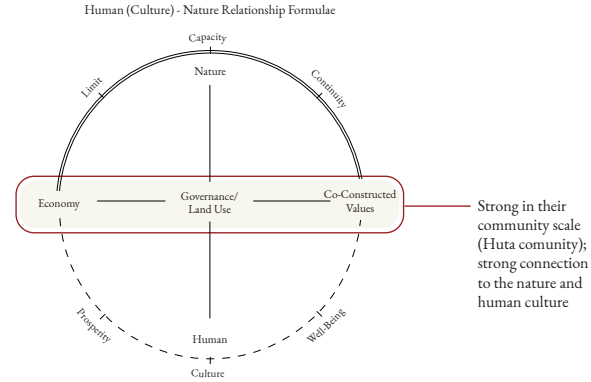 Human (Culture) - Nature Relationship Formulae
Capacity
Nature
Limit
Continuity
Economy
Governance/
Land Use
Co-Constructed
Values
Strong in their
community scale
(Huta comunity);
strong connection
to the nature and
human culture
Prosperity
Well-Being
Human
Culture